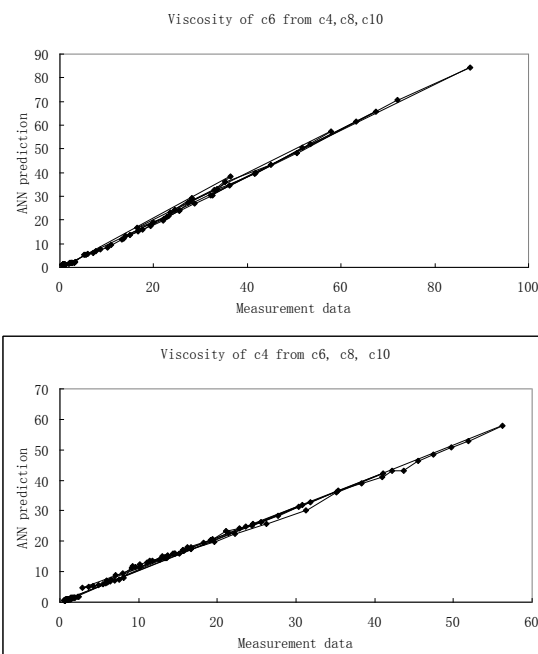 Viscosity of c6 from c4,c8,c10
90
80
70
60
50
40
30
20
10
0
ANN prediction
0 20 40 60 80 100
Measurement data
Viscosity of c4 from c6, c8, c10
70
60
50
40
30
20
10
0
ANN prediction
0 10 20 30 40 50 60
Measurement data